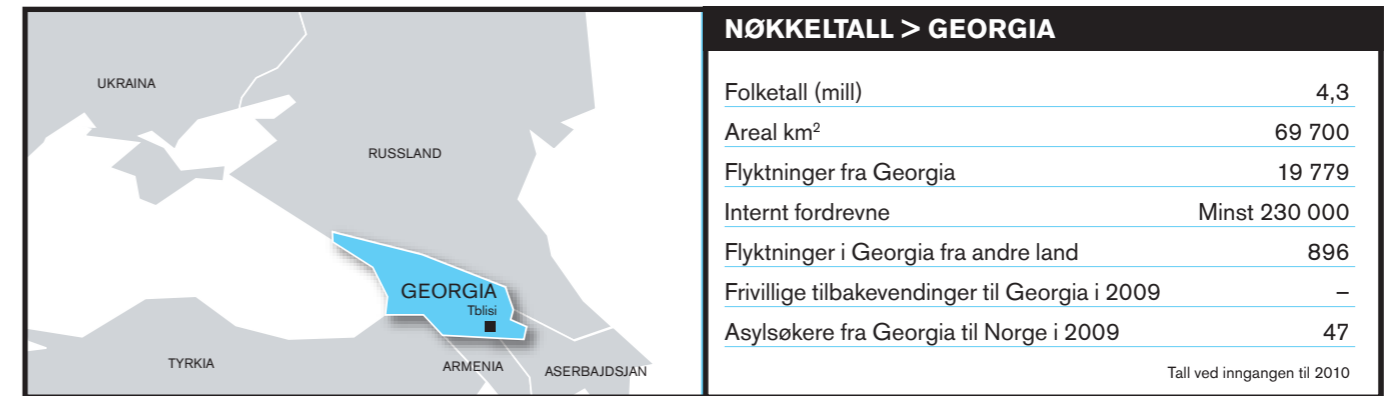 UKRAINA
RUSSLAND
GEORGIA
Tblisi
TYRKIA
ARMENIA
ASERBAJDSJAN
NØKKELTALL > GEORGIA
Folketall (mill) 4,3
Areal km² 69 700
Flyktninger fra Georgia 19 779
Internt fordrevne Minst 230 000
Flyktninger i Georgia fra andre land 896
Frivillige tilbakevendinger til Georgia i 2009 –
Asylsøkere fra Georgia til Norge i 2009 47
Tall ved inngangen til 2010